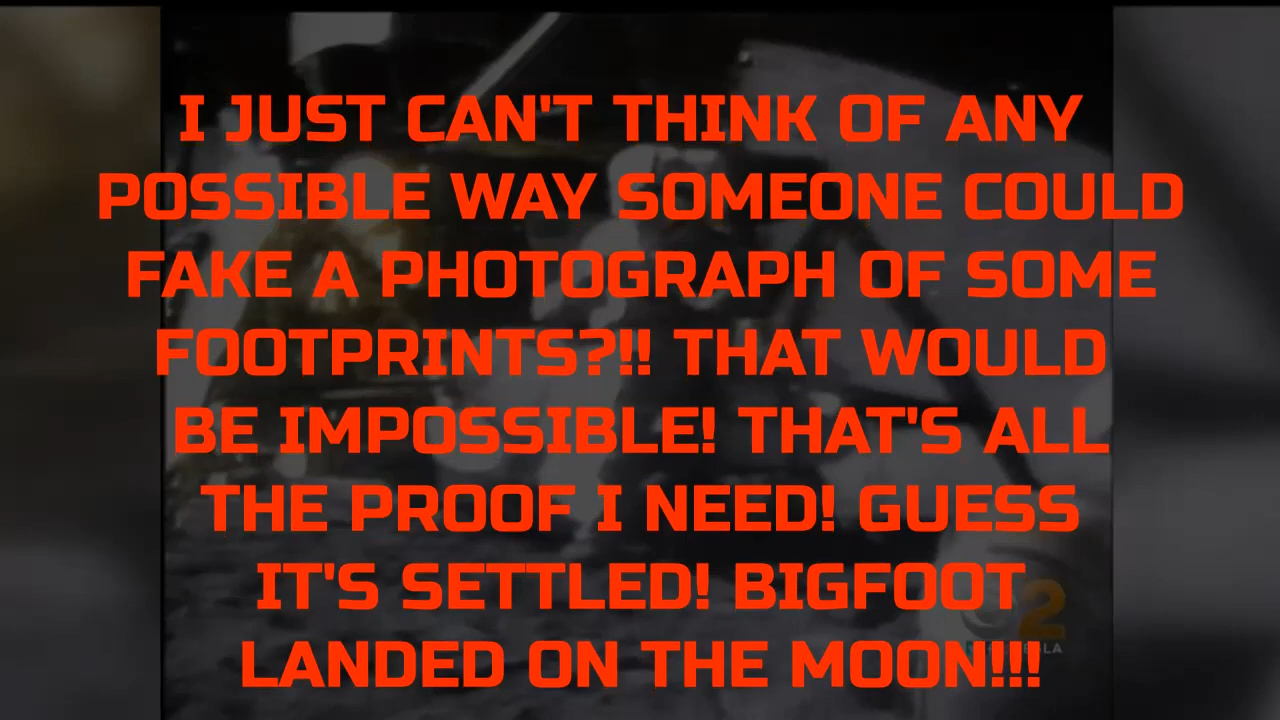 I JUST CAN'T THINK OF ANY
POSSIBLE WAY SOMEONE COULD
FAKE A PHOTOGRAPH OF SOME
FOOTPRINTS?!! THAT WOULD
BE IMPOSSIBLE! THAT'S ALL
THE PROOF I NEED! GUESS
IT'S SETTLED! BIGFOOT
LANDED ON THE MOON!!!
2